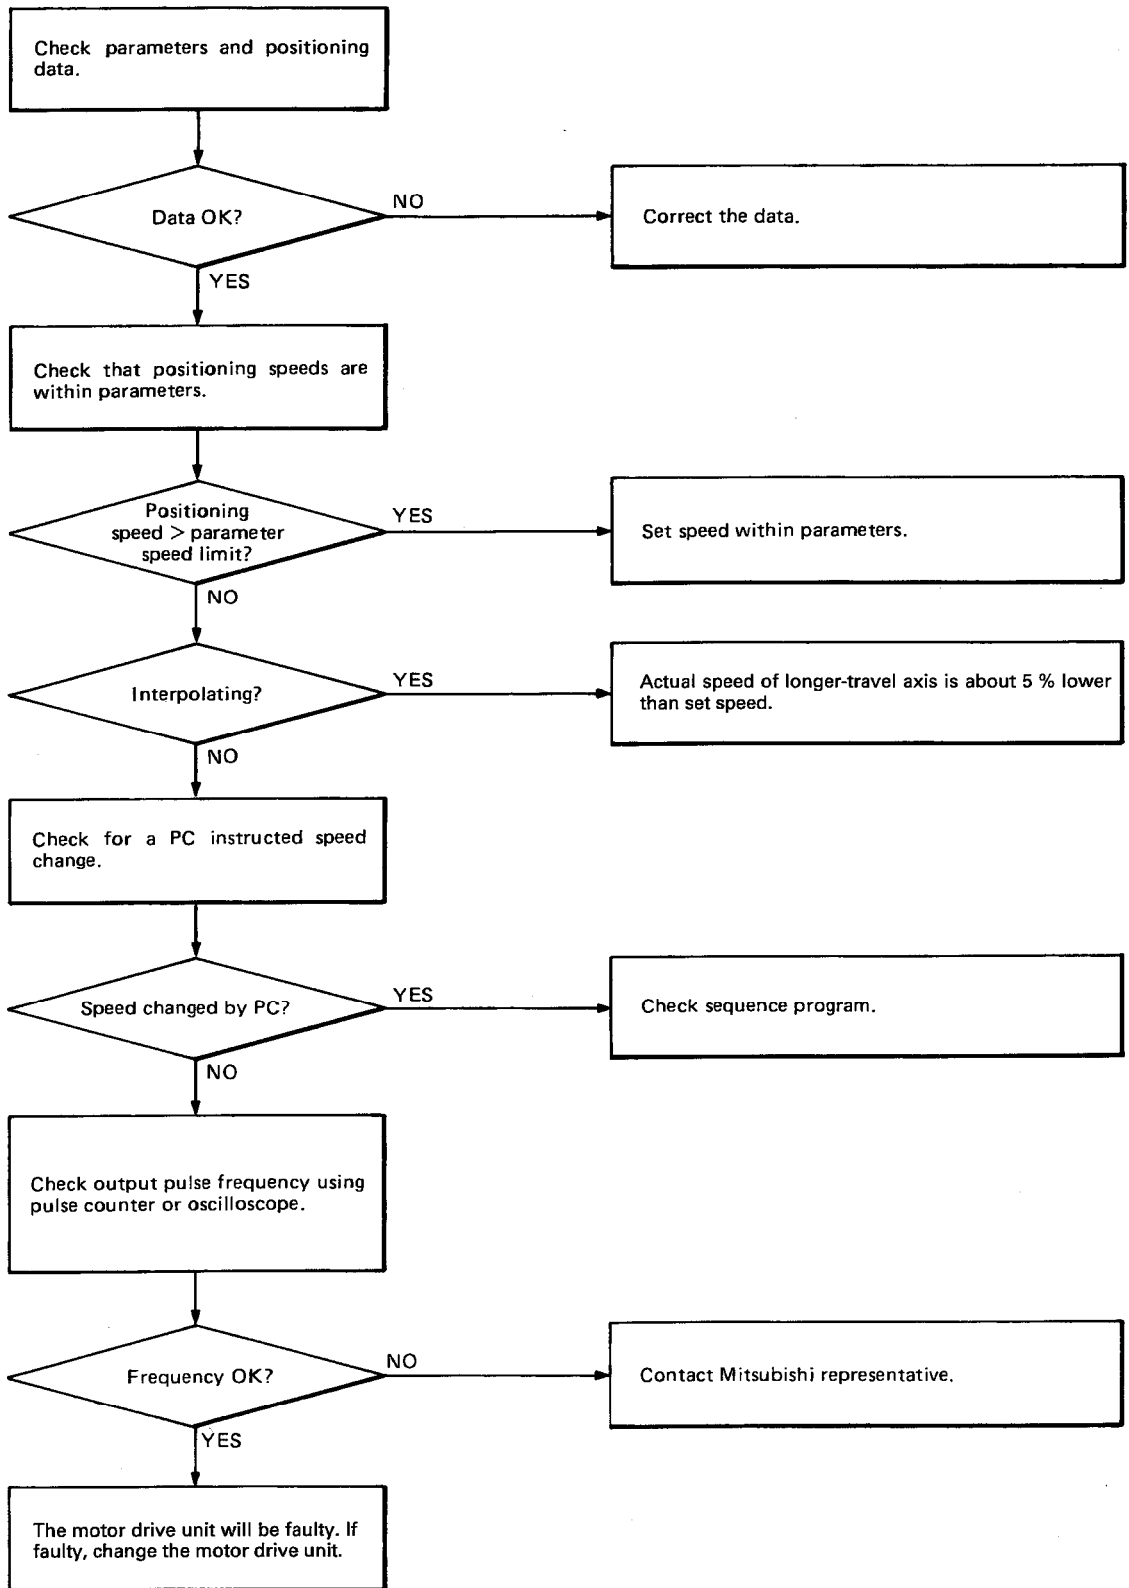 Check parameters and positioning
data.
Data OK?
NO
Correct the data.
YES
Check that positioning speeds are
within parameters.
Positioning
speed > parameter
speed limit?
YES
Set speed within parameters.
NO
Interpolating?
YES
Actual speed of longer-travel axis is about 5 % lower
than set speed.
NO
Check for a PC instructed speed
change.
Speed changed by PC?
YES
Check sequence program.
NO
Check output pulse frequency using
pulse counter or oscilloscope.
Frequency OK?
NO
Contact Mitsubishi representative.
YES
The motor drive unit will be faulty. If
faulty, change the motor drive unit.